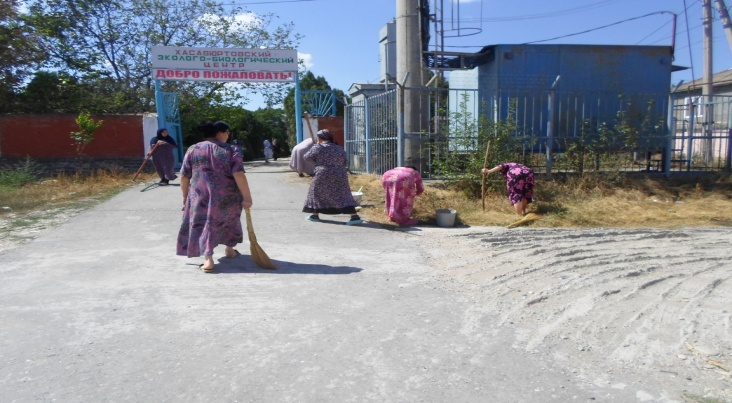 ХАСАВЮРТОВСКИЙ
ЭКОЛОГО-БИОЛОГИЧЕСКИЙ
ЦЕНТР
ДОБРО ПОЖАЛОВАТЬ!